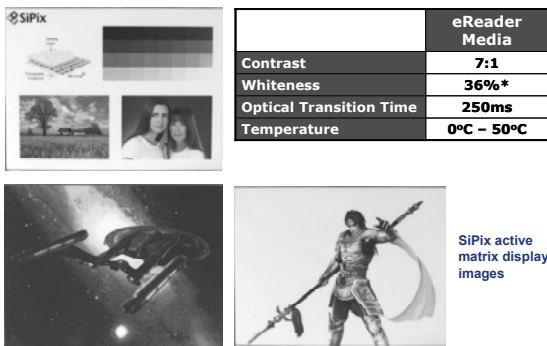 SiPix
eReader
Media
Contrast 7:1
Whiteness 36%*
Optical Transition Time 250ms
Temperature 0ºC – 50ºC
SiPix active
matrix display
images